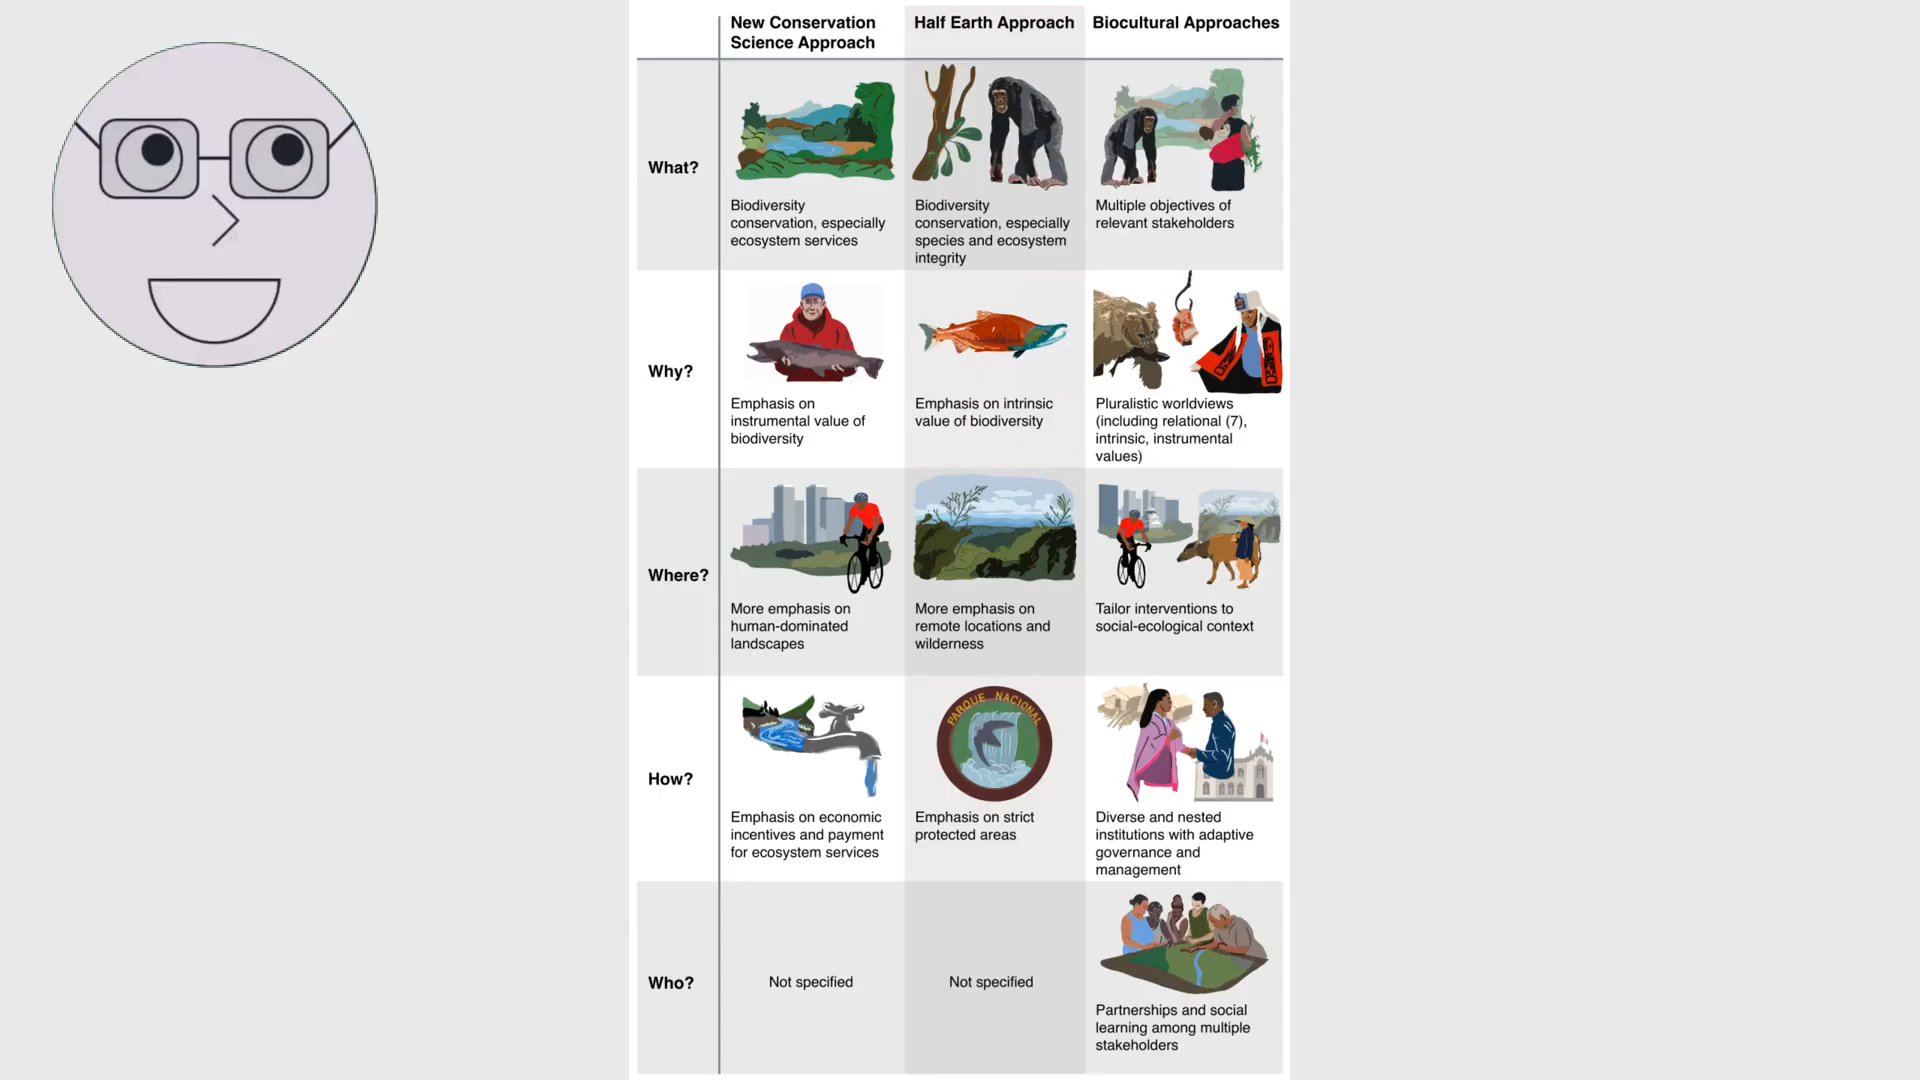 New Conservation
Science Approach
Half Earth Approach
Biocultural Approaches
What?
Biodiversity
conservation, especially
ecosystem services
Biodiversity
conservation, especially
species and ecosystem
integrity
Multiple objectives of
relevant stakeholders
Why?
Emphasis on
instrumental value of
biodiversity
Emphasis on intrinsic
value of biodiversity
Pluralistic worldviews
(including relational (7),
intrinsic, instrumental
values)
Where?
More emphasis on
human-dominated
landscapes
More emphasis on
remote locations and
wilderness
Tailor interventions to
social-ecological context
How?
Emphasis on economic
incentives and payment
for ecosystem services
PARQUE NACIONAL
Emphasis on strict
protected areas
Diverse and nested
institutions with adaptive
governance and
management
Who?
Not specified
Not specified
Partnerships and social
learning among multiple
stakeholders